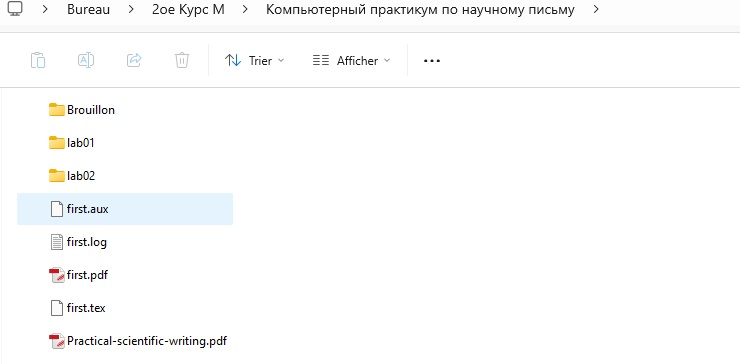 Bureau 2ое Курс М Компьютерный практикум по научному письму
Trier Afficher
Brouillon
lab01
lab02
first.aux
first.log
first.pdf
first.tex
Practical-scientific-writing.pdf